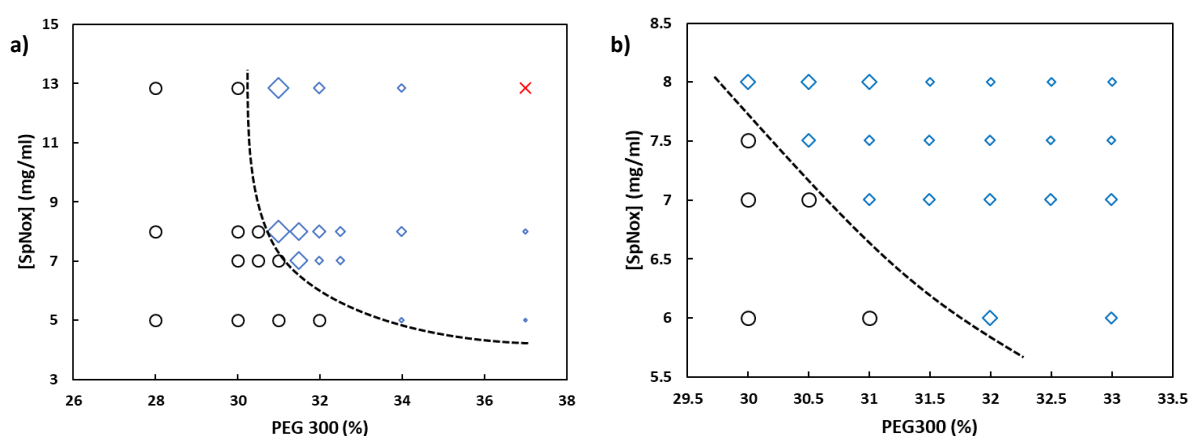 a)
[SpNox] (mg/ml)
15
13
11
9
7
5
3
26 28 30 32 34 36 38
PEG 300 (%)
b)
[SpNox] (mg/ml)
8.5
8
7.5
7
6.5
6
5.5
29.5 30 30.5 31 31.5 32 32.5 33 33.5
PEG300 (%)